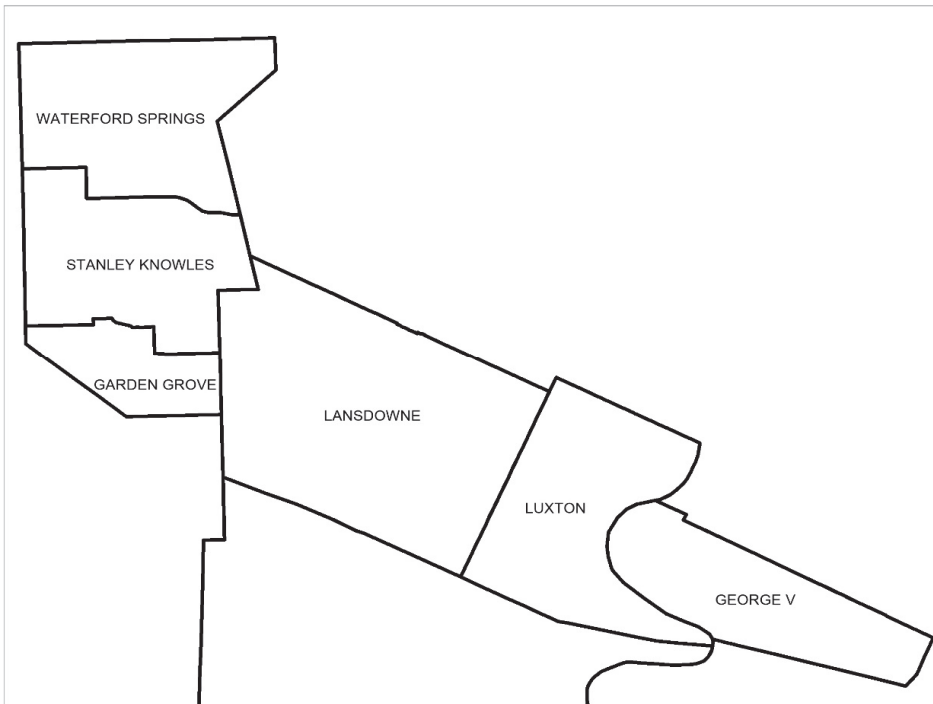 WATERFORD SPRINGS
STANLEY KNOWLES
GARDEN GROVE
LANSDOWNE
LUXTON
GEORGE V